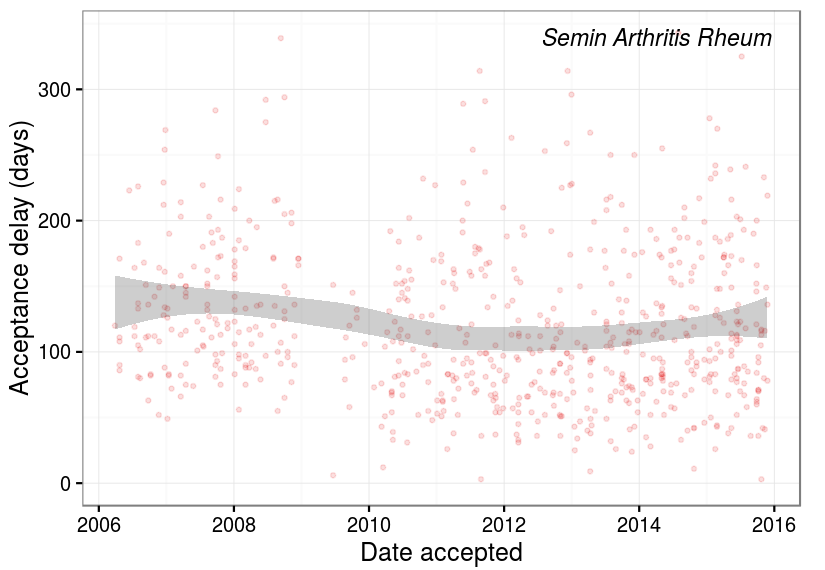 Semin Arthritis Rheum
Acceptance delay (days)
300
200
100
0
2006 2008 2010 2012 2014 2016
Date accepted